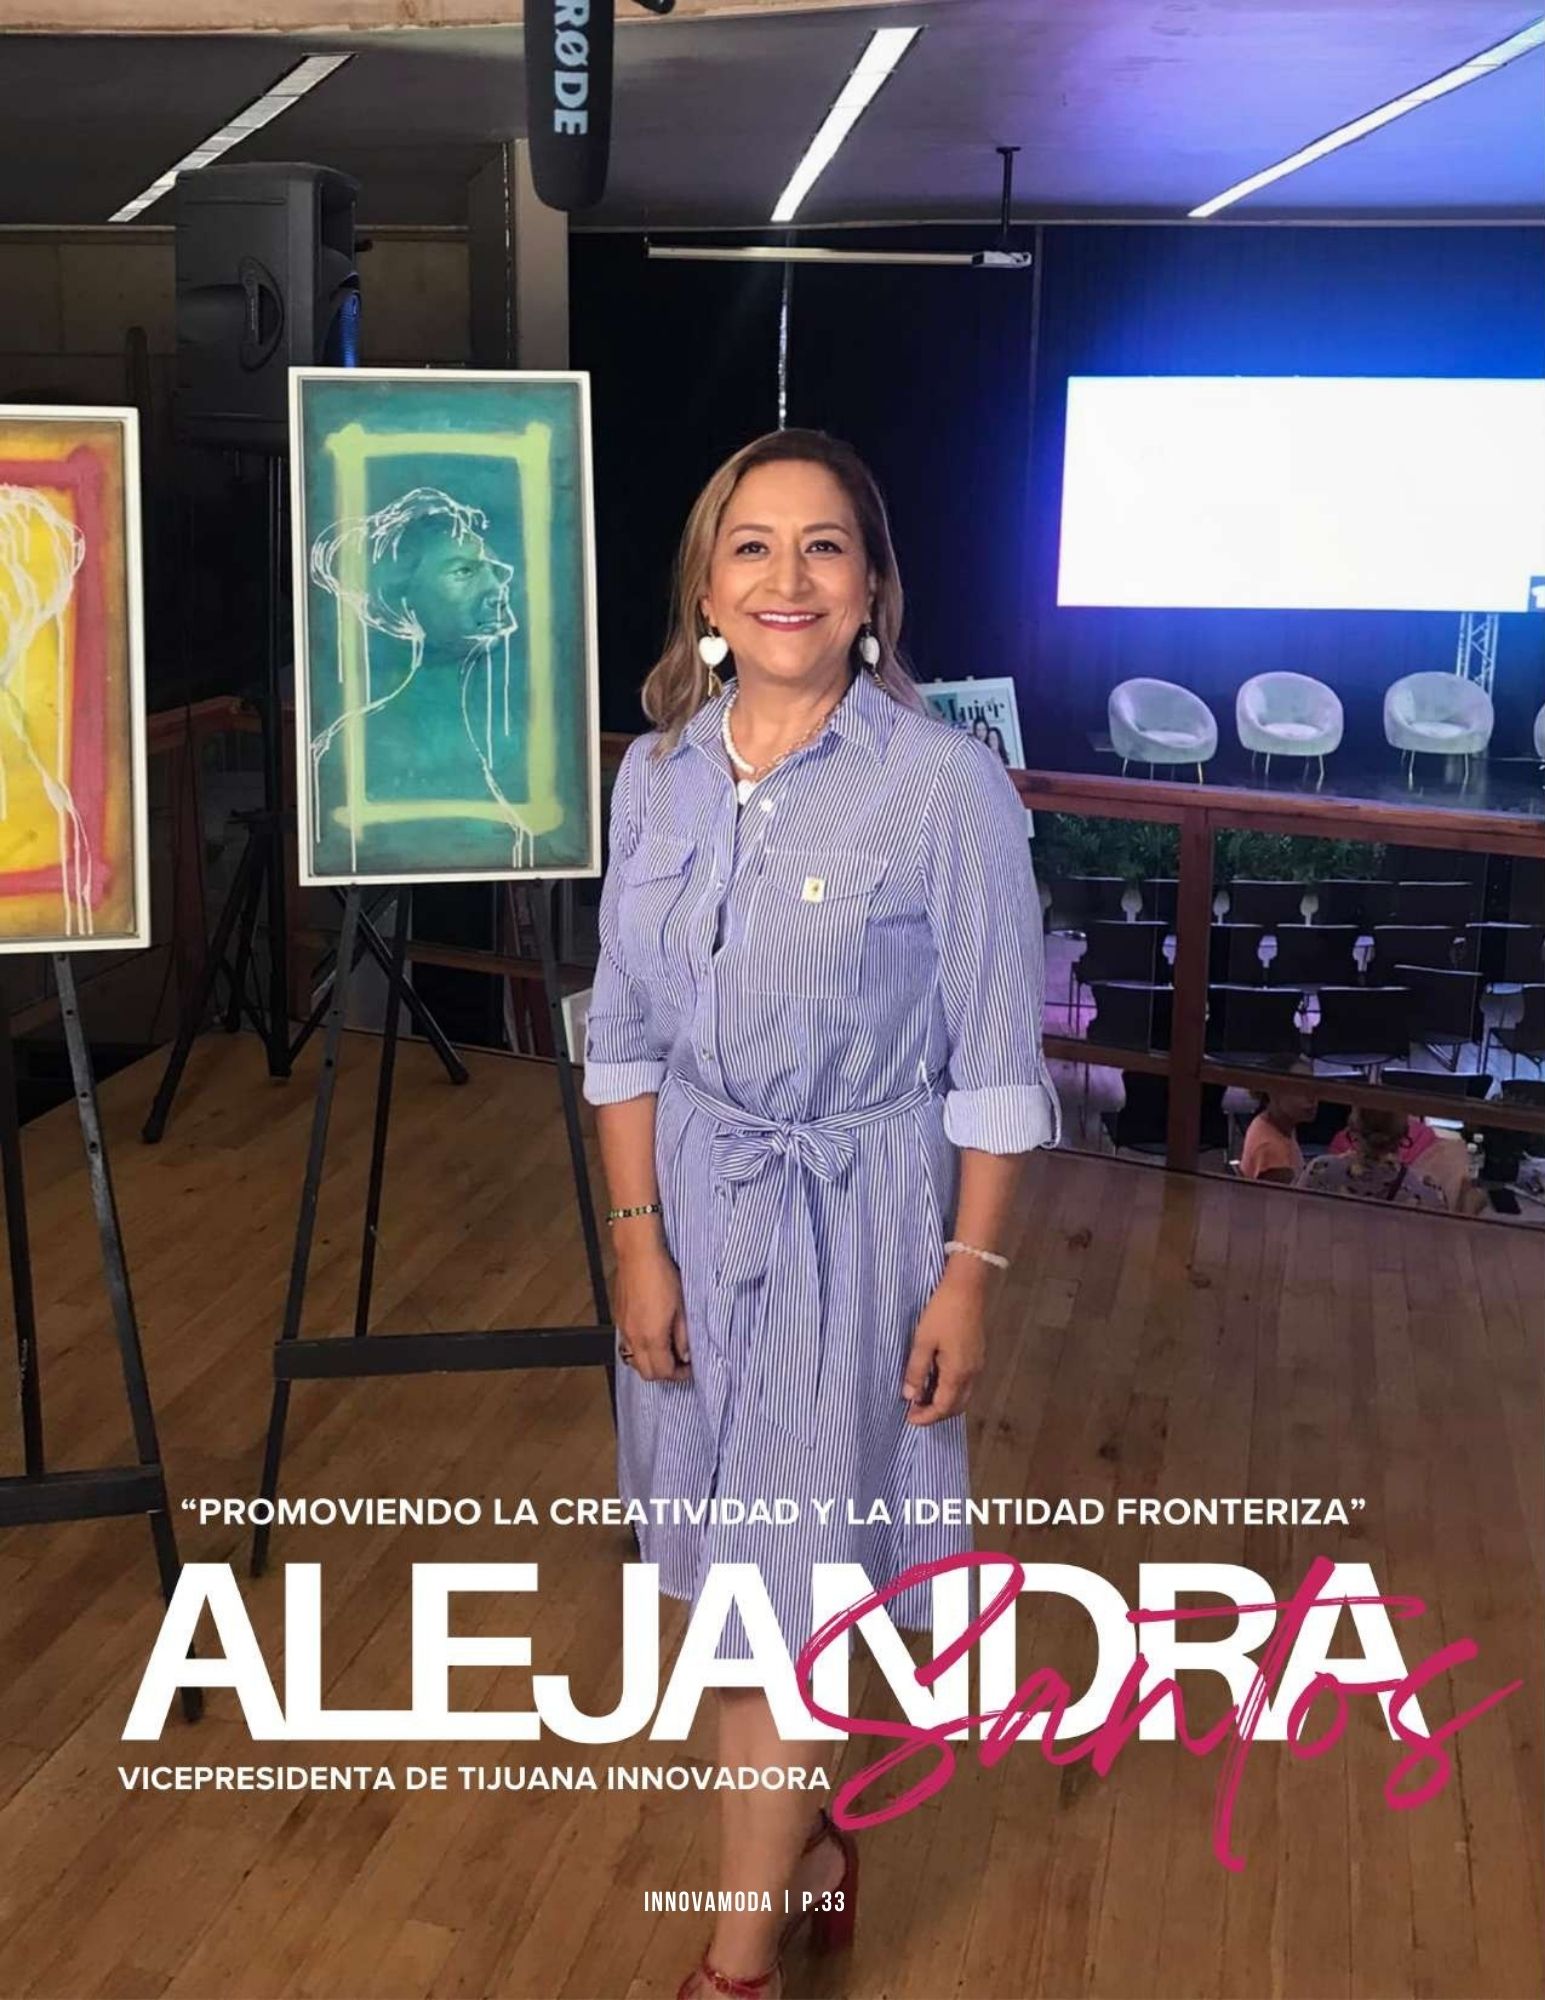 RØDE
Mujer
“PROMOVIENDO LA CREATIVIDAD Y LA IDENTIDAD FRONTERIZA”
ALEJANDRA
Santos
VICEPRESIDENTA DE TIJUANA INNOVADORA
INNOVAMODA | P.33